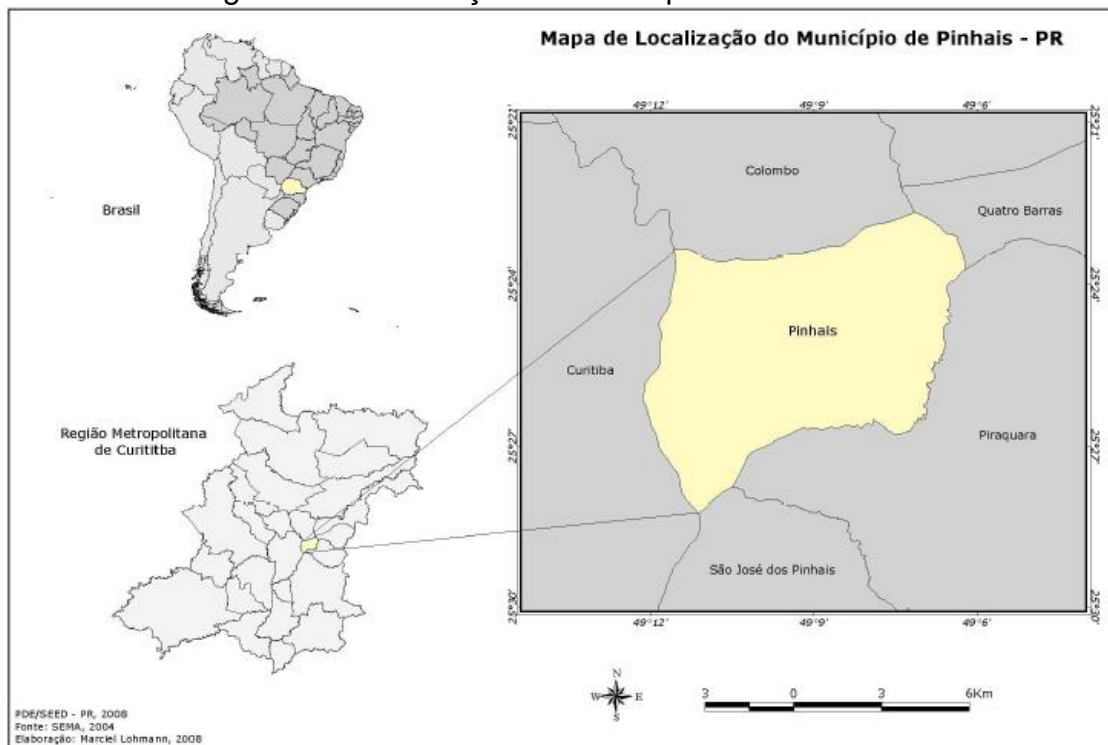 Mapa de Localização do Município de Pinhais - PR
Brasil
49°12'
49°9'
49°6'
25°21'
25°21'
Colombo
Quatro Barras
25°24'
25°24'
Pinhais
Curitiba
Região Metropolitana
de Curititba
Piraquara
25°27'
25°27'
São José dos Pinhais
25°30'
25°30'
49°12'
49°9'
49°6'
N
W
E
S
3
0
3
6Km
PDE/SEED - PR, 2008
Fonte: SEMA, 2004
Elaboração: Marciel Lohmann, 2008